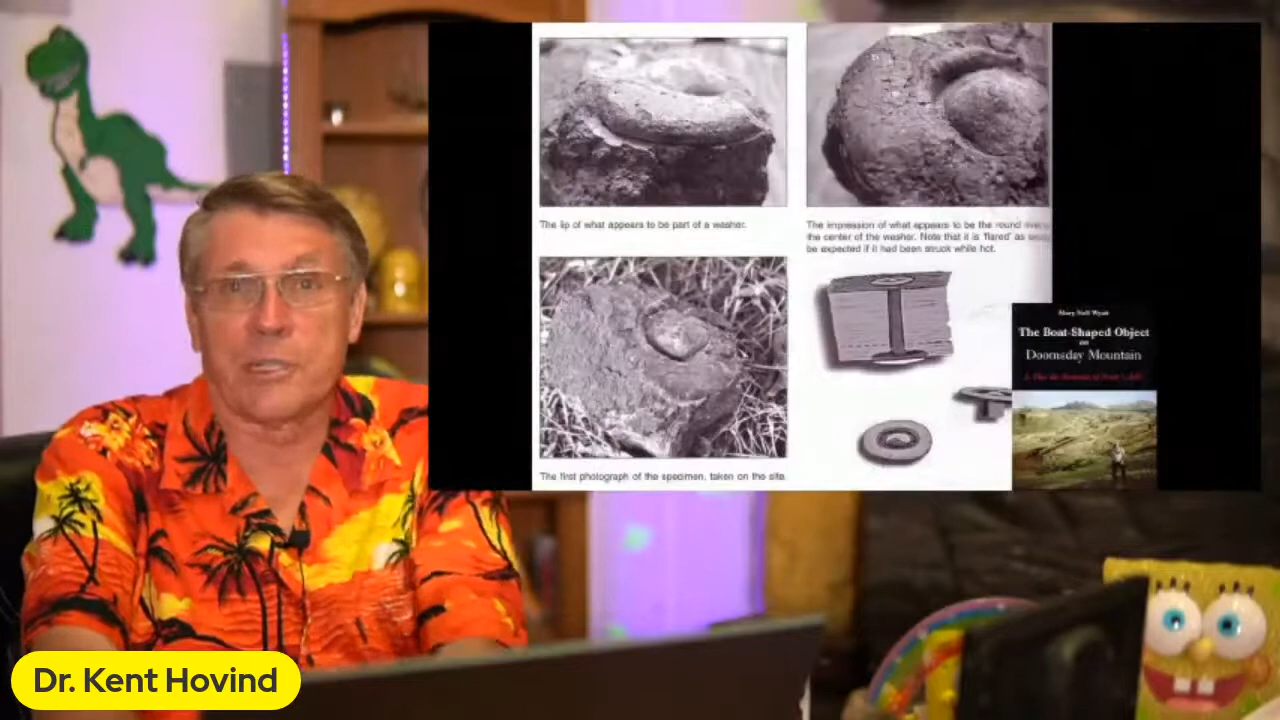 The lip of what appears to be part of a washer.
The impression of what appears to be the round
the center of the washer. Note that it is 'flared' as
be expected if it had been struck while hot.
The first photograph of the specimen, taken on the site.
Mary Nell Wyatt
The Boat-Shaped Object
on
Doomsday Mountain
Dr. Kent Hovind